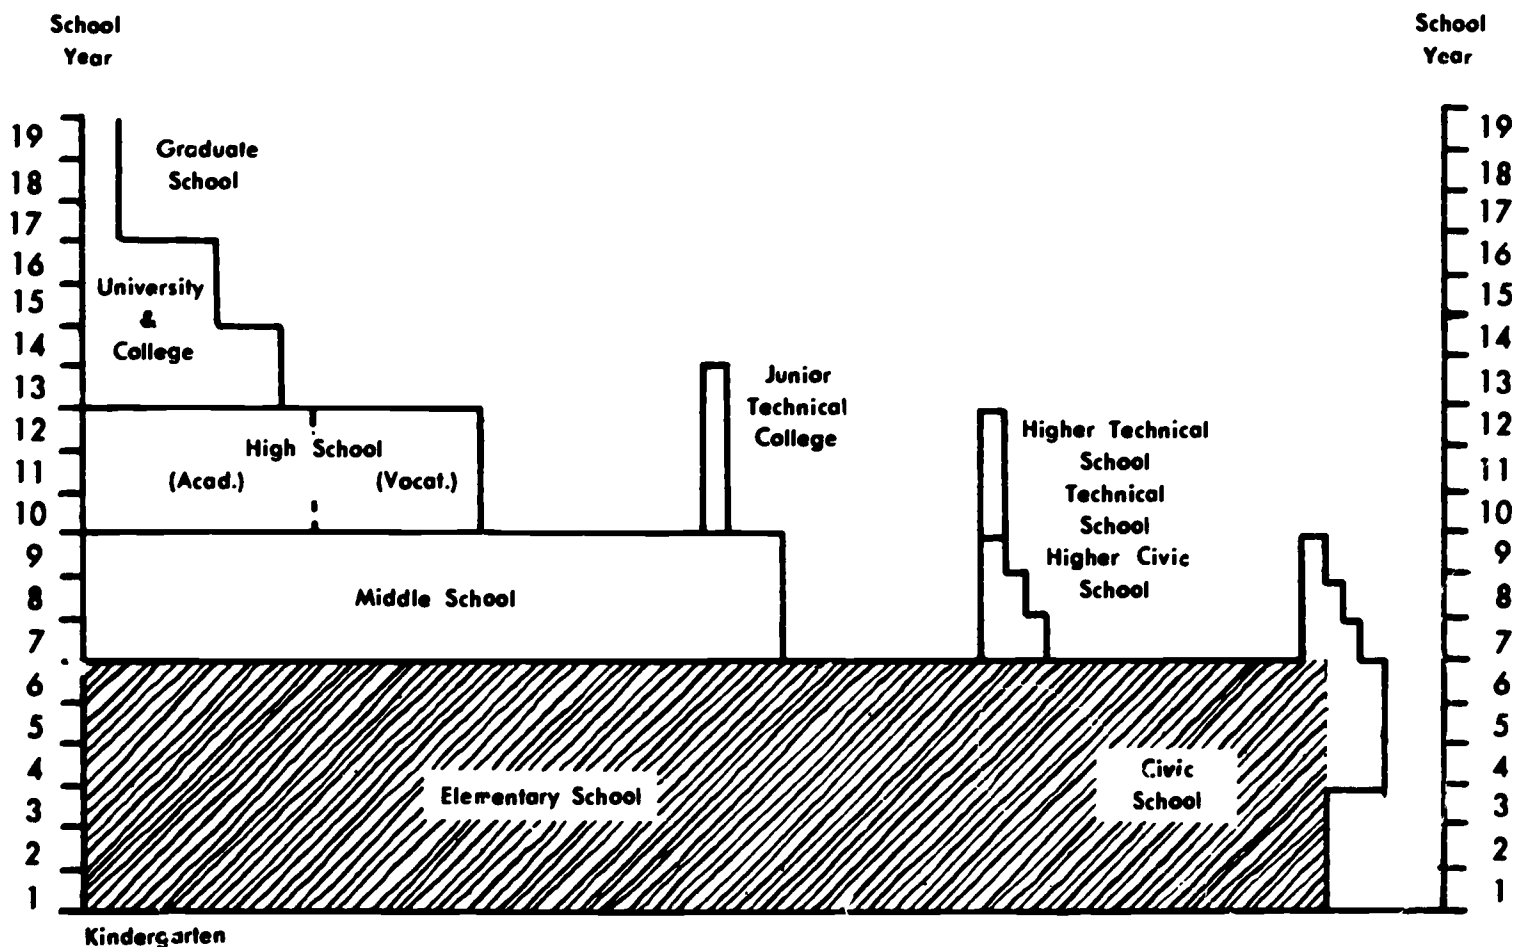 School
Year
School
Year
19
18
17
16
15
14
13
12
11
10
9
8
7
6
5
4
3
2
1
Graduate
School
University
&
College
High School
(Acad.) (Vocat.)
Middle School
Junior
Technical
College
Higher Technical
School
Technical
School
Higher Civic
School
Elementary School
Civic
School
Kindergarten
19
18
17
16
15
14
13
12
11
10
9
8
7
6
5
4
3
2
1